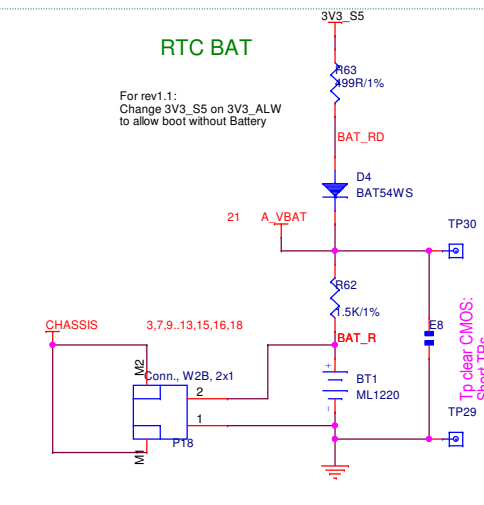 3V3_S5
RTC BAT
R63
499R/1%
For rev1.1:
Change 3V3_S5 on 3V3_ALW
to allow boot without Battery
BAT_RD
D4
BAT54WS
21 A_VBAT
TP30
R62
1.5K/1%
CHASSIS
3,7,9..13,15,16,18
E8
BAT_R
Tp clear CMOS:
Short TPs
M2
Conn., W2B, 2x1
+
BT1
2
ML1220
-
1
TP29
P18
M1